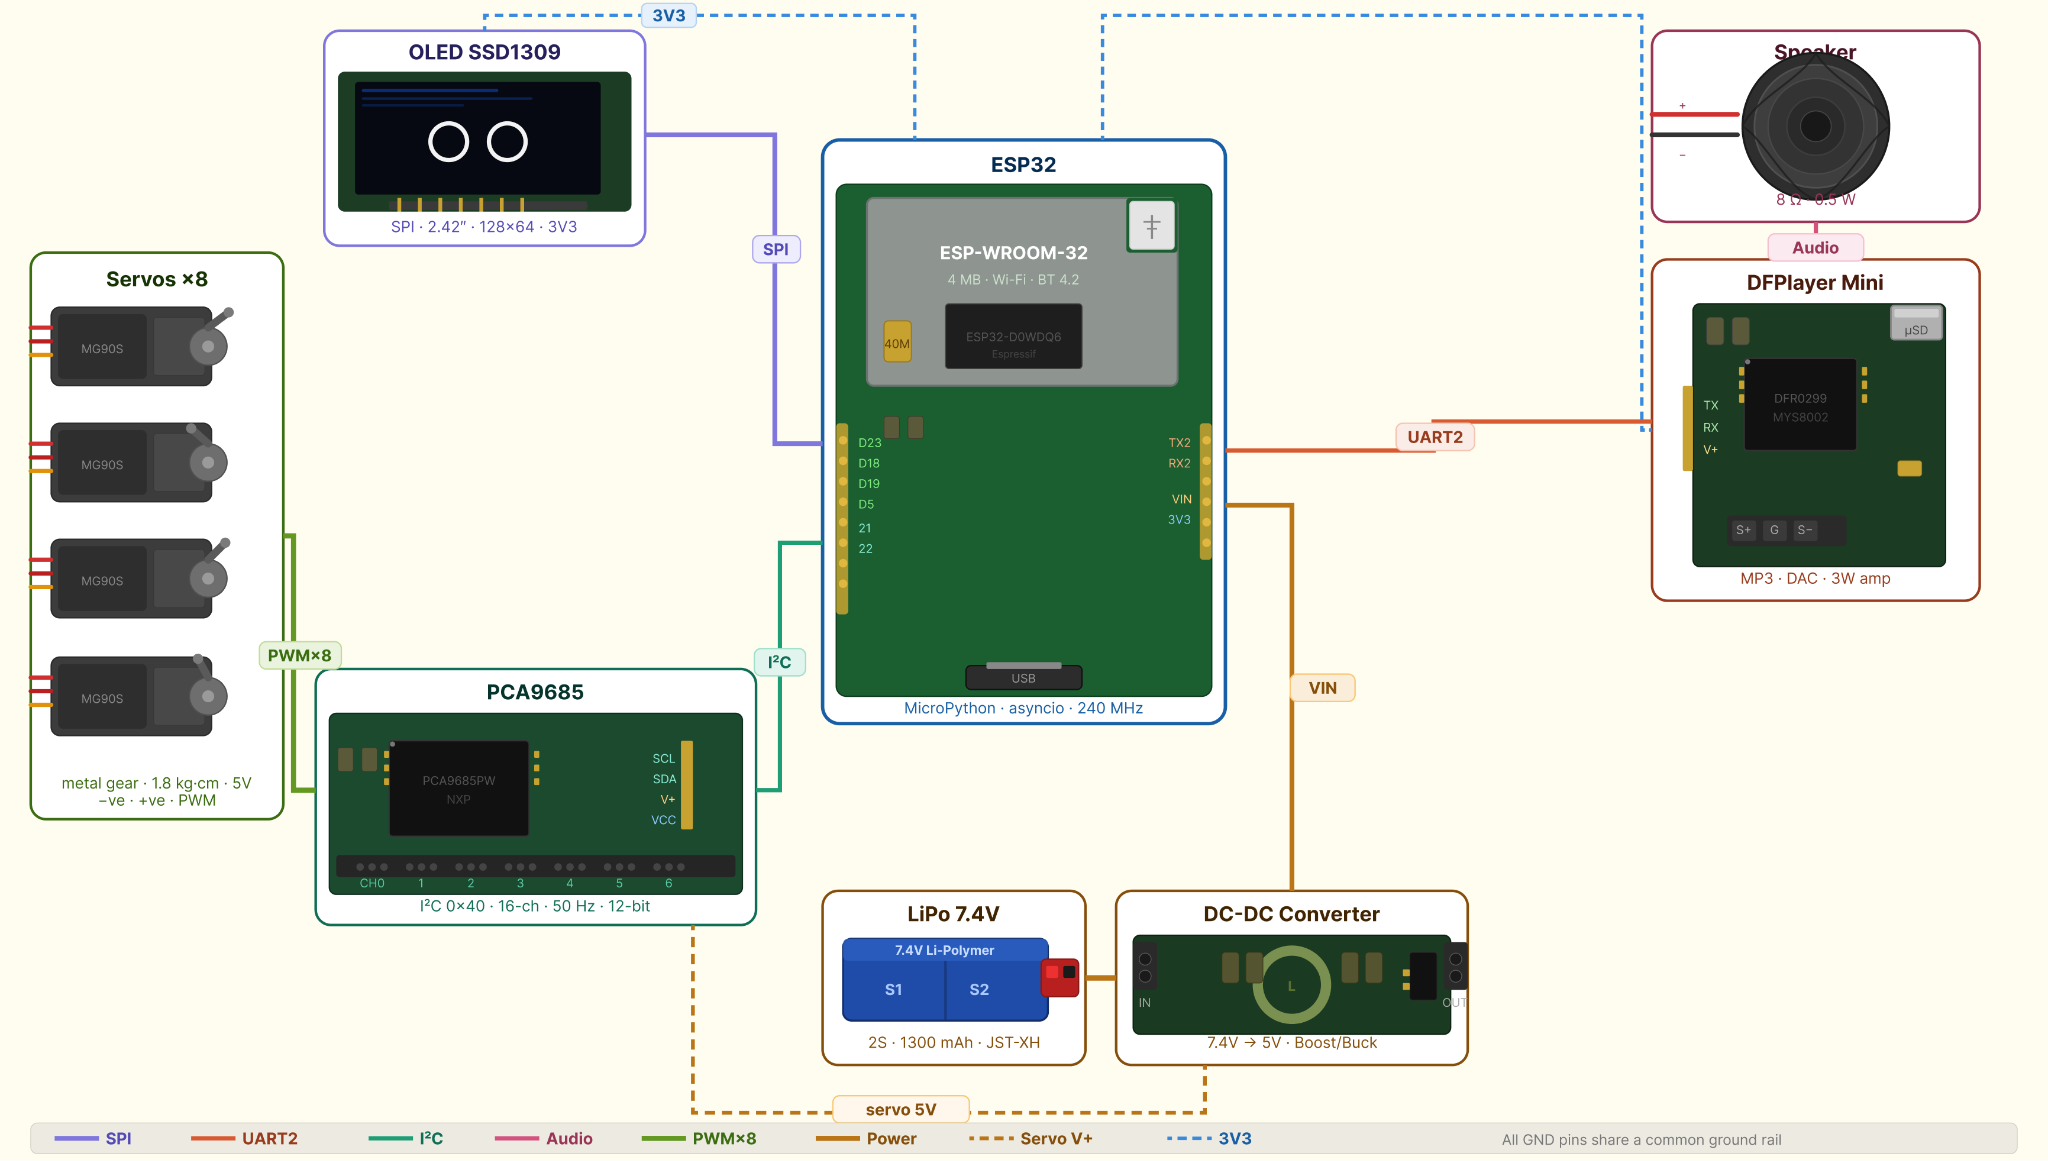 3V3
OLED SSD1309
SPI · 2.42″ · 128×64 · 3V3
SPI
Servos ×8
MG90S
MG90S
MG90S
MG90S
metal gear · 1.8 kg·cm · 5V
−ve · +ve · PWM
PWM×8
PCA9685
PCA9685PW
NXP
SCL
SDA
V+
VCC
CH0 1 2 3 4 5 6
I²C 0×40 · 16-ch · 50 Hz · 12-bit
I²C
ESP32
ESP-WROOM-32
4 MB · Wi-Fi · BT 4.2
40M
ESP32-D0WDQ6
Espressif
D23
D18
D19
D5
21
22
TX2
RX2
VIN
3V3
USB
MicroPython · asyncio · 240 MHz
UART2
VIN
Speaker
+
−
8 Ω · 0.5 W
Audio
DFPlayer Mini
µSD
DFR0299
MYS8002
TX
RX
V+
S+ G S−
MP3 · DAC · 3W amp
LiPo 7.4V
7.4V Li-Polymer
S1 S2
2S · 1300 mAh · JST-XH
DC-DC Converter
L
IN
OUT
7.4V → 5V · Boost/Buck
servo 5V
SPI UART2 I²C Audio PWM×8 Power Servo V+ 3V3 All GND pins share a common ground rail